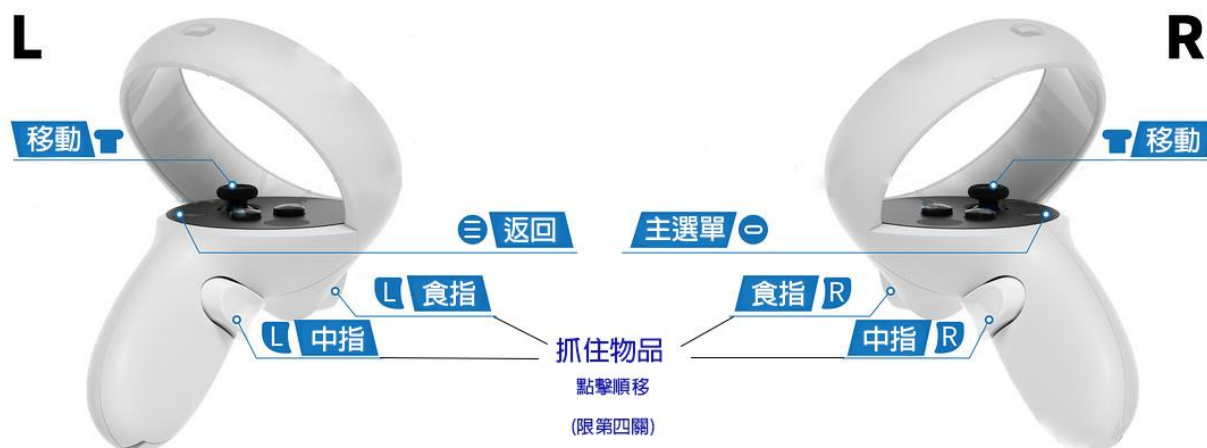 L
R
移動
移動
返回
主選單
L 食指
食指 R
L 中指
中指 R
抓住物品
點擊順移
(限第四關)